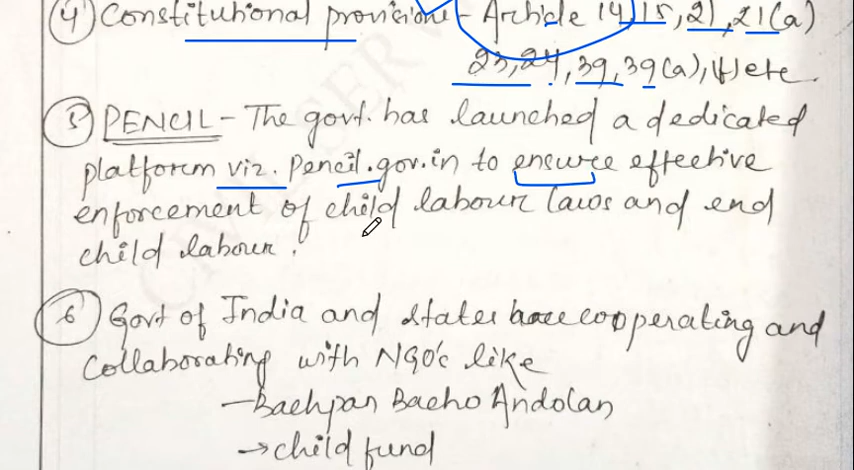 4 Constitutional provisions - Article 14, 15, 21, 21(a)
23, 24, 39, 39(a), etc.
5 PENCIL - The govt. has launched a dedicated
platform viz. Pencil.gov.in to ensure effective
enforcement of child labour laws and end
child labour.
6 Govt of India and states have cooperating and
collaborating with NGO's like
- Bachpan Bacho Andolan
→ child fund